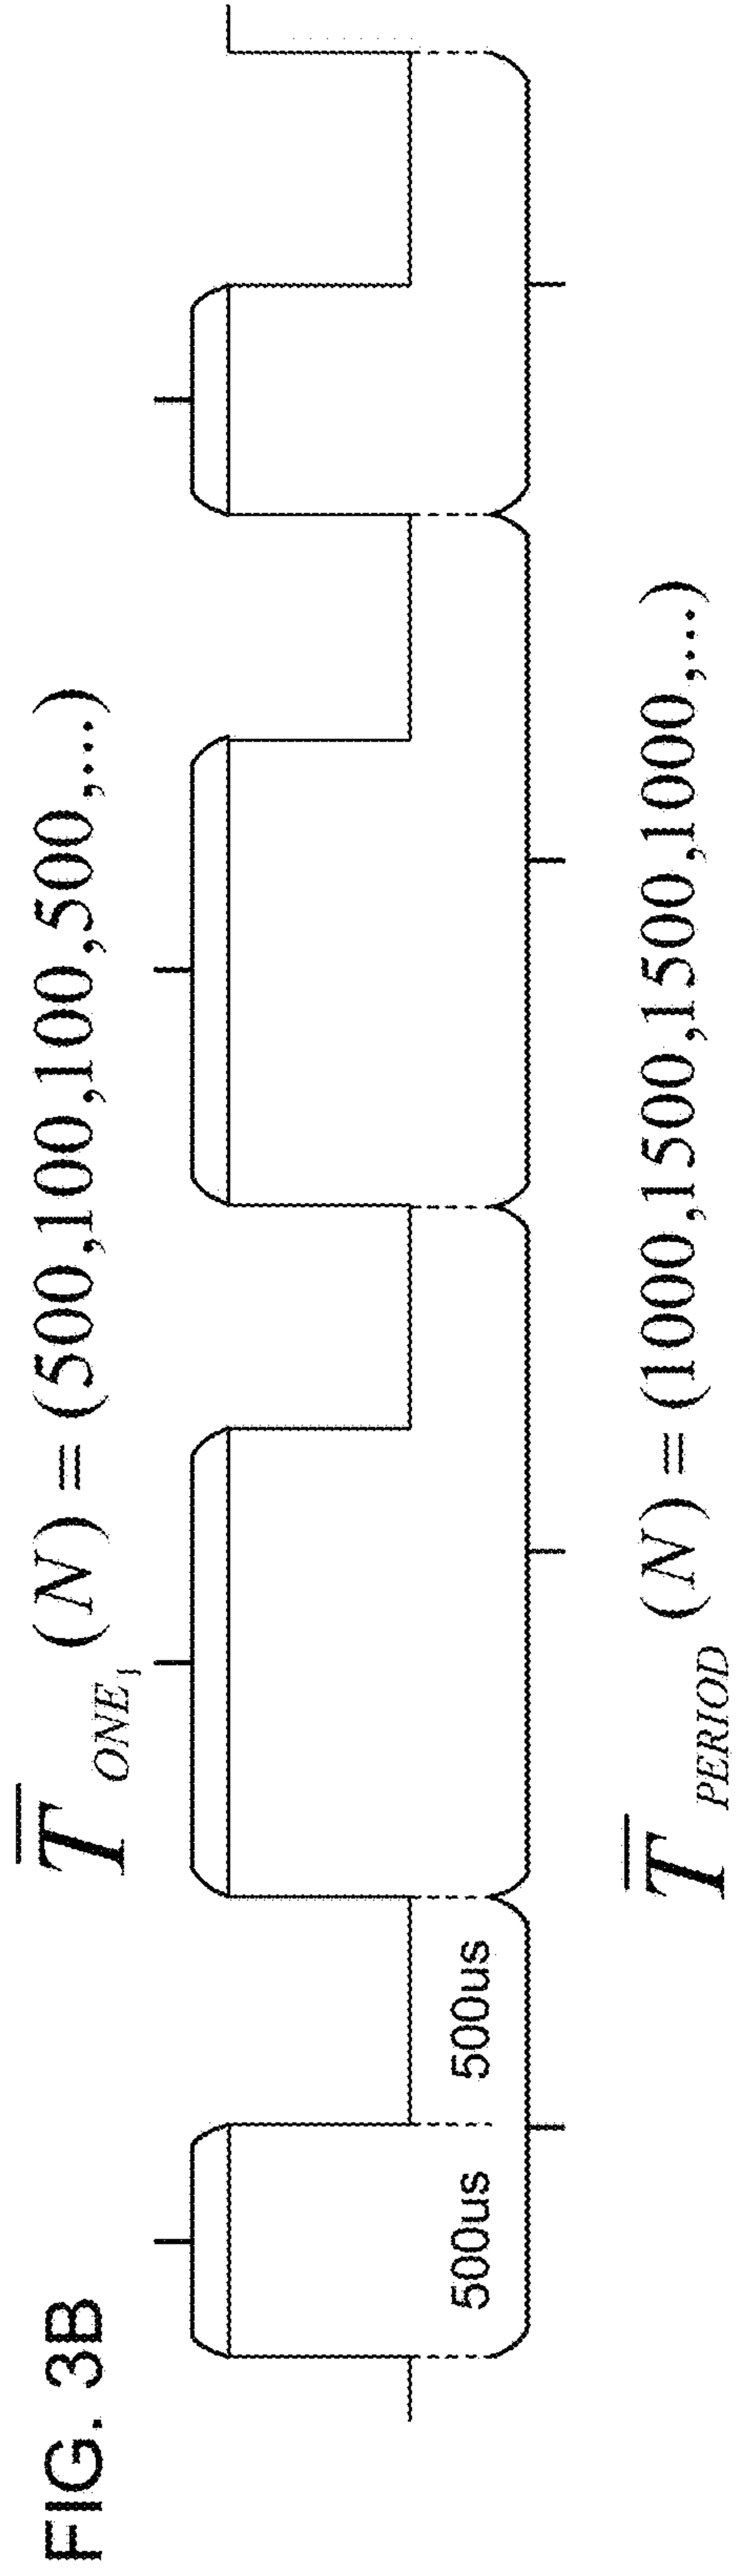 FIG. 3B
T̅ ONE₁ (N) = (500,100,100,500,...)
500us 500us
T̅ PERIOD (N) = (1000,1500,1500,1000,...)